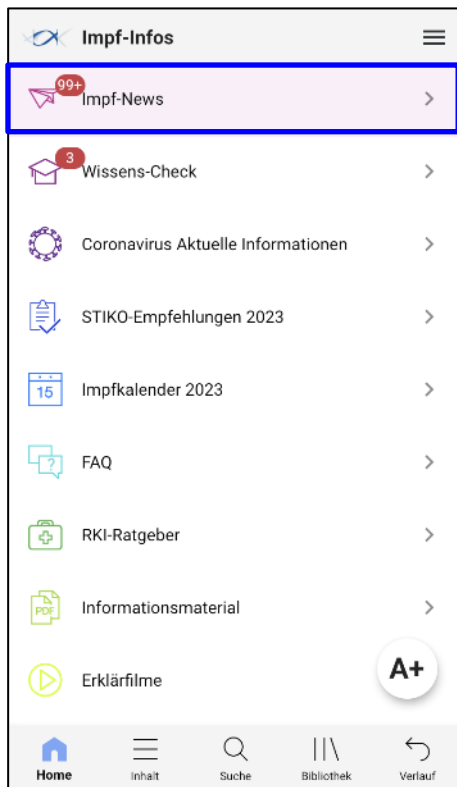 Impf-Infos
99+
Impf-News
3
Wissens-Check
Coronavirus Aktuelle Informationen
STIKO-Empfehlungen 2023
15
Impfkalender 2023
?
FAQ
RKI-Ratgeber
PDF
Informationsmaterial
A+
Erklärfilme
Home Inhalt Suche Bibliothek Verlauf